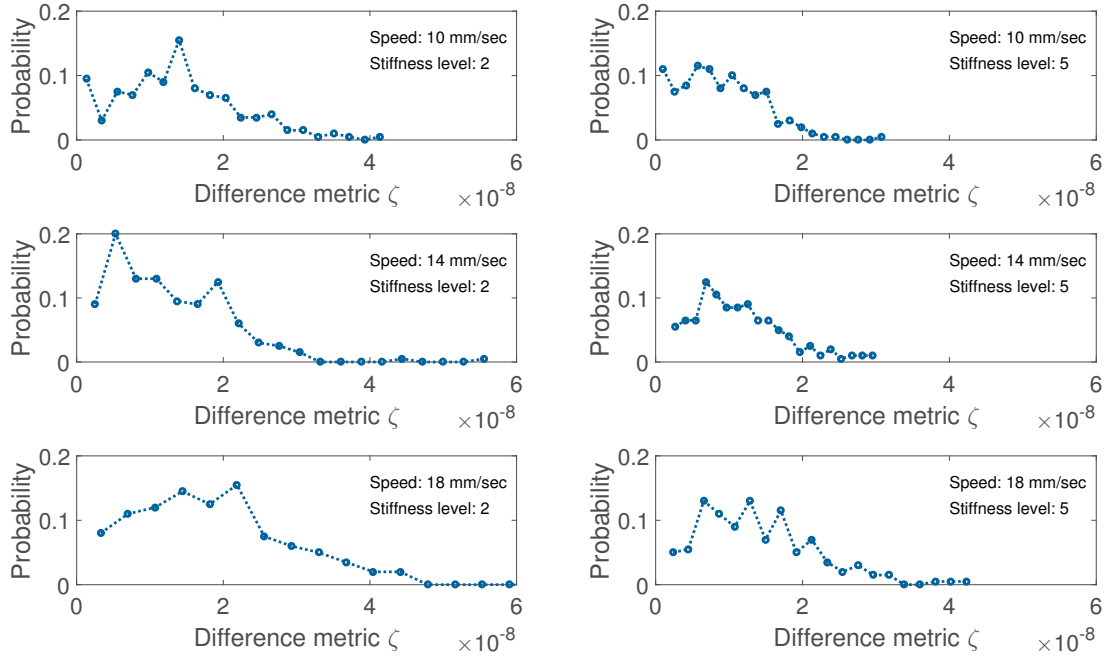 0.2
0.1
0
Probability
Speed: 10 mm/sec
Stiffness level: 2
0 2 4 6
Difference metric ζ
×10^-8
0.2
0.1
0
Probability
Speed: 10 mm/sec
Stiffness level: 5
0 2 4 6
Difference metric ζ
×10^-8
0.2
0.1
0
Probability
Speed: 14 mm/sec
Stiffness level: 2
0 2 4 6
Difference metric ζ
×10^-8
0.2
0.1
0
Probability
Speed: 14 mm/sec
Stiffness level: 5
0 2 4 6
Difference metric ζ
×10^-8
0.2
0.1
0
Probability
Speed: 18 mm/sec
Stiffness level: 2
0 2 4 6
Difference metric ζ
×10^-8
0.2
0.1
0
Probability
Speed: 18 mm/sec
Stiffness level: 5
0 2 4 6
Difference metric ζ
×10^-8